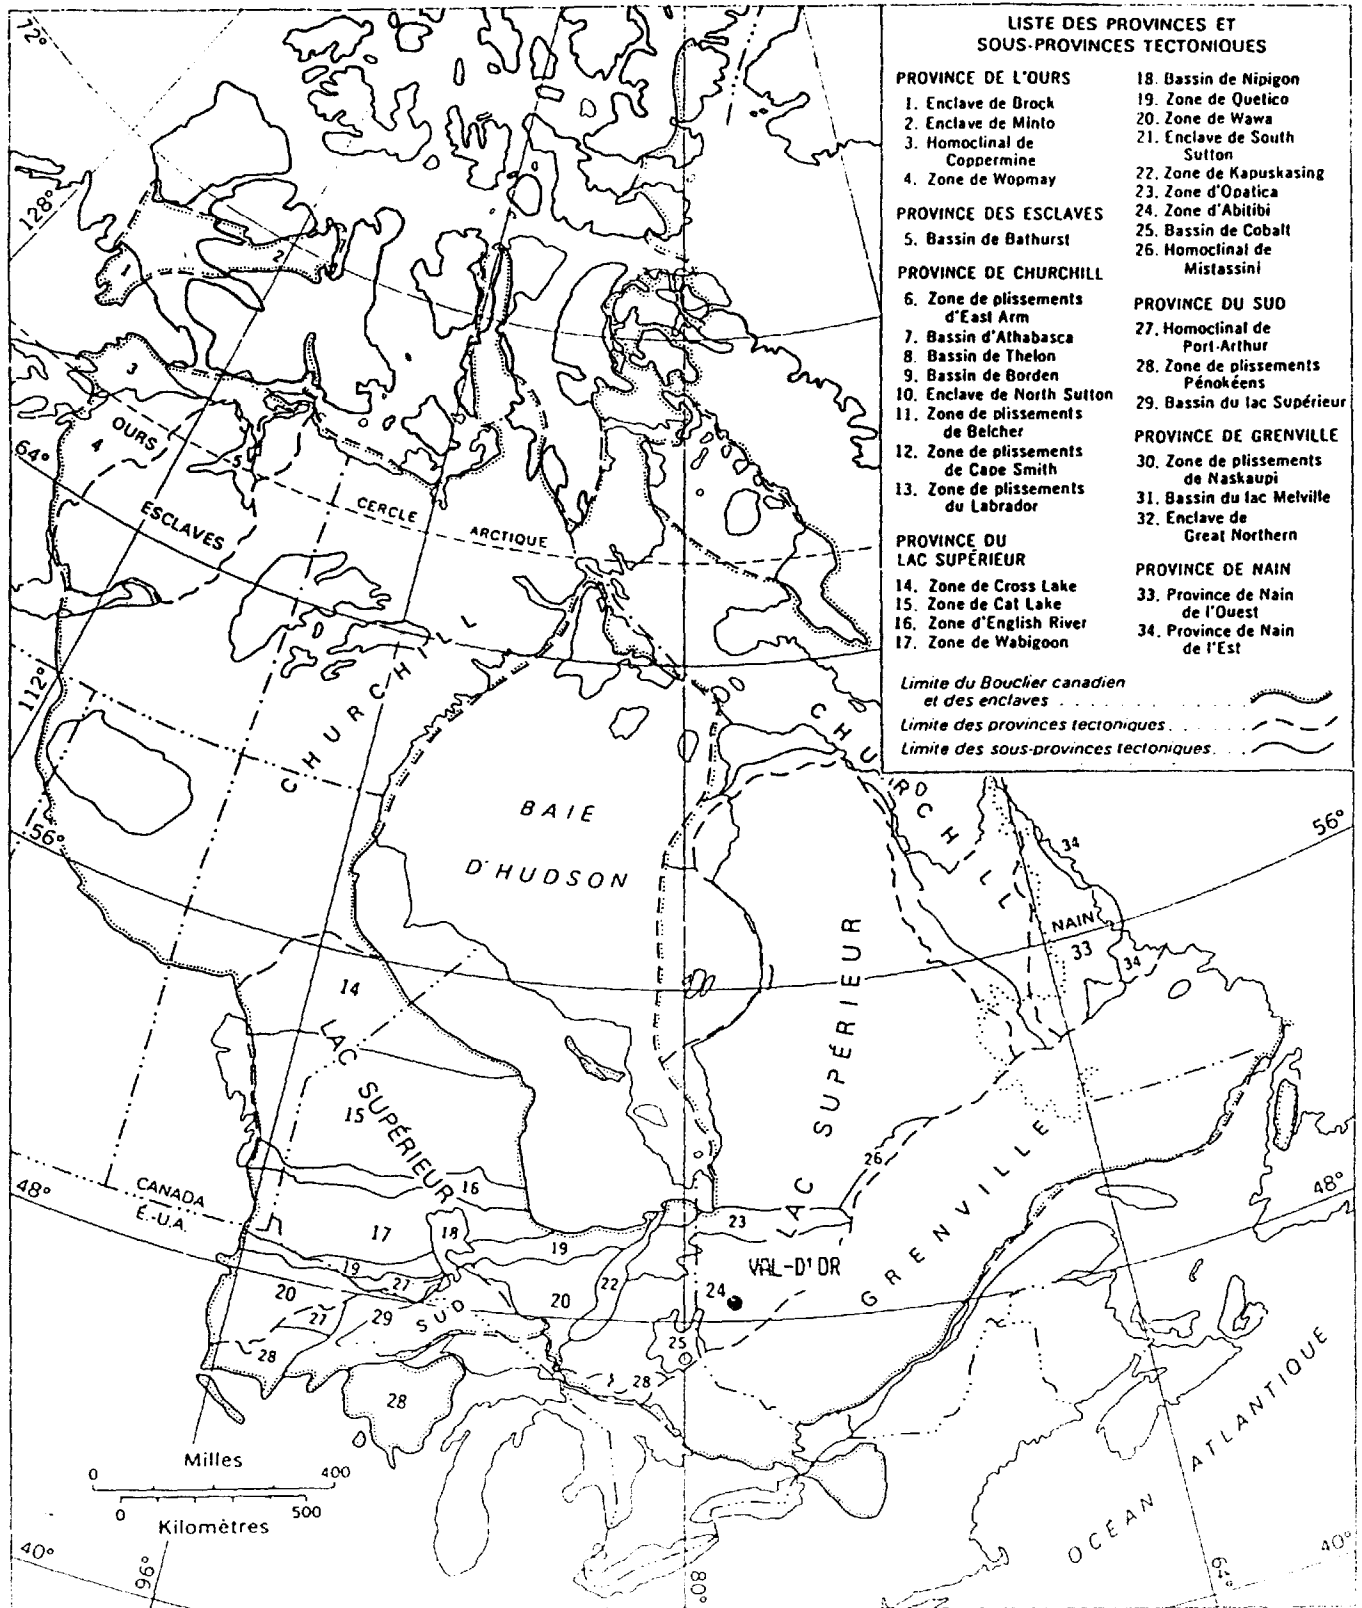 LISTE DES PROVINCES ET
SOUS-PROVINCES TECTONIQUES
PROVINCE DE L'OURS
1. Enclave de Brock
2. Enclave de Minto
3. Homoclinal de
Coppermine
4. Zone de Wopmay
PROVINCE DES ESCLAVES
5. Bassin de Bathurst
PROVINCE DE CHURCHILL
6. Zone de plissements
d'East Arm
7. Bassin d'Athabasca
8. Bassin de Thelon
9. Bassin de Borden
10. Enclave de North Sutton
11. Zone de plissements
de Belcher
12. Zone de plissements
de Cape Smith
13. Zone de plissements
du Labrador
PROVINCE DU
LAC SUPÉRIEUR
14. Zone de Cross Lake
15. Zone de Cat Lake
16. Zone d'English River
17. Zone de Wabigoon
18. Bassin de Nipigon
19. Zone de Quetico
20. Zone de Wawa
21. Enclave de South
Sutton
22. Zone de Kapuskasing
23. Zone d'Opatica
24. Zone d'Abitibi
25. Bassin de Cobalt
26. Homoclinal de
Mistassini
PROVINCE DU SUD
27. Homoclinal de
Port-Arthur
28. Zone de plissements
Pénokéens
29. Bassin du lac Supérieur
PROVINCE DE GRENVILLE
30. Zone de plissements
de Naskaupi
31. Bassin du lac Melville
32. Enclave de
Great Northern
PROVINCE DE NAIN
33. Province de Nain
de l'Ouest
34. Province de Nain
de l'Est
Limite du Bouclier canadien
et des enclaves . . . . . . . . . .
Limite des provinces tectoniques. . . . .
Limite des sous-provinces tectoniques. . .
72°
128°
1
2
3
4
OURS
5
64°
ESCLAVES
CERCLE ARCTIQUE
112°
CHURCHILL
CHURCHILL
56°
56°
BAIE
D'HUDSON
34
NAIN
33
34
14
LAC SUPÉRIEUR
LAC SUPÉRIEUR
15
26
16
GRENVILLE
CANADA
É.-U.A.
48°
48°
17
18
19
23
19
27
VAL-D'OR
20
22
20
24
27
29
SUD
25
28
28
28
Milles
0 400
0 500
Kilomètres
OCÉAN ATLANTIQUE
40°
40°
96°
80°
64°